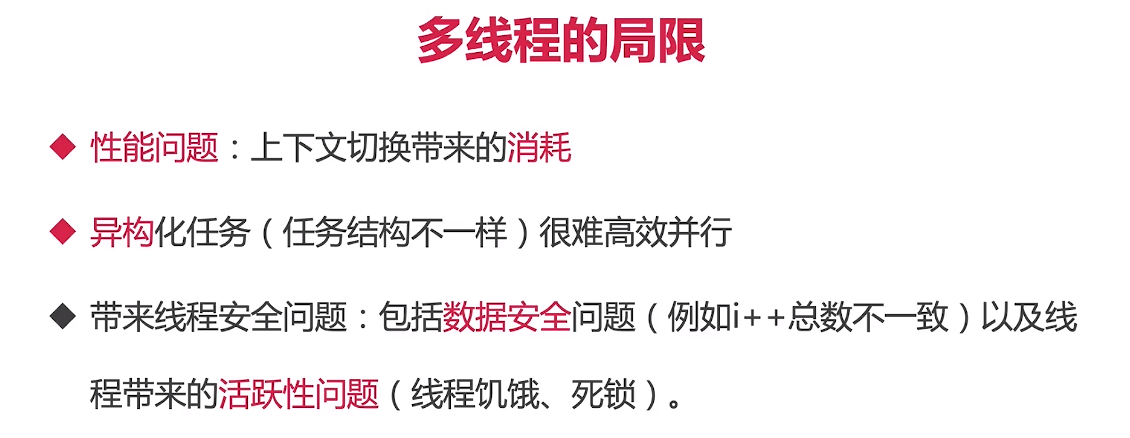 多线程的局限
◆ 性能问题：上下文切换带来的消耗
◆ 异构化任务（任务结构不一样）很难高效并行
◆ 带来线程安全问题：包括数据安全问题（例如i++总数不一致）以及线
程带来的活跃性问题（线程饥饿、死锁）。